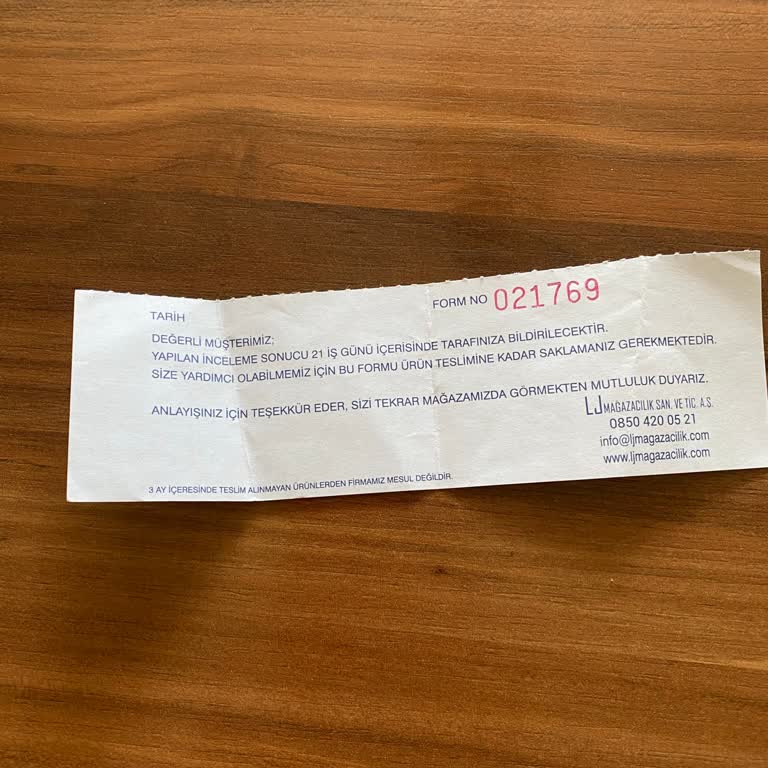 FORM NO 021769
TARİH
DEĞERLİ MÜŞTERİMİZ;
YAPILAN İNCELEME SONUCU 21 İŞ GÜNÜ İÇERİSİNDE TARAFINIZA BİLDİRİLECEKTİR.
SİZE YARDIMCI OLABİLMEMİZ İÇİN BU FORMU ÜRÜN TESLİMİNE KADAR SAKLAMANIZ GEREKMEKTEDİR.
ANLAYIŞINIZ İÇİN TEŞEKKÜR EDER, SİZİ TEKRAR MAĞAZAMIZDA GÖRMEKTEN MUTLULUK DUYARIZ.
LJ MAĞAZACILIK SAN. VE TİC. A.Ş.
0850 420 05 21
info@ljmagazacilik.com
www.ljmagazacilik.com
3 AY İÇERESİNDE TESLİM ALINMAYAN ÜRÜNLERDEN FİRMAMIZ MESUL DEĞİLDİR.